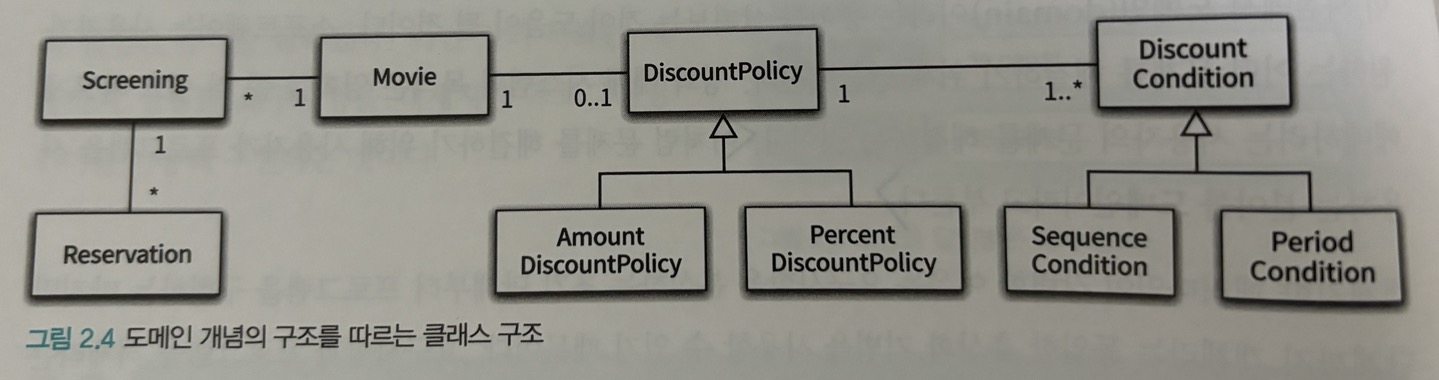 Screening
*
1
Movie
1
0..1
DiscountPolicy
1
1..*
Discount
Condition
1
*
Reservation
Amount
DiscountPolicy
Percent
DiscountPolicy
Sequence
Condition
Period
Condition
그림 2.4 도메인 개념의 구조를 따르는 클래스 구조